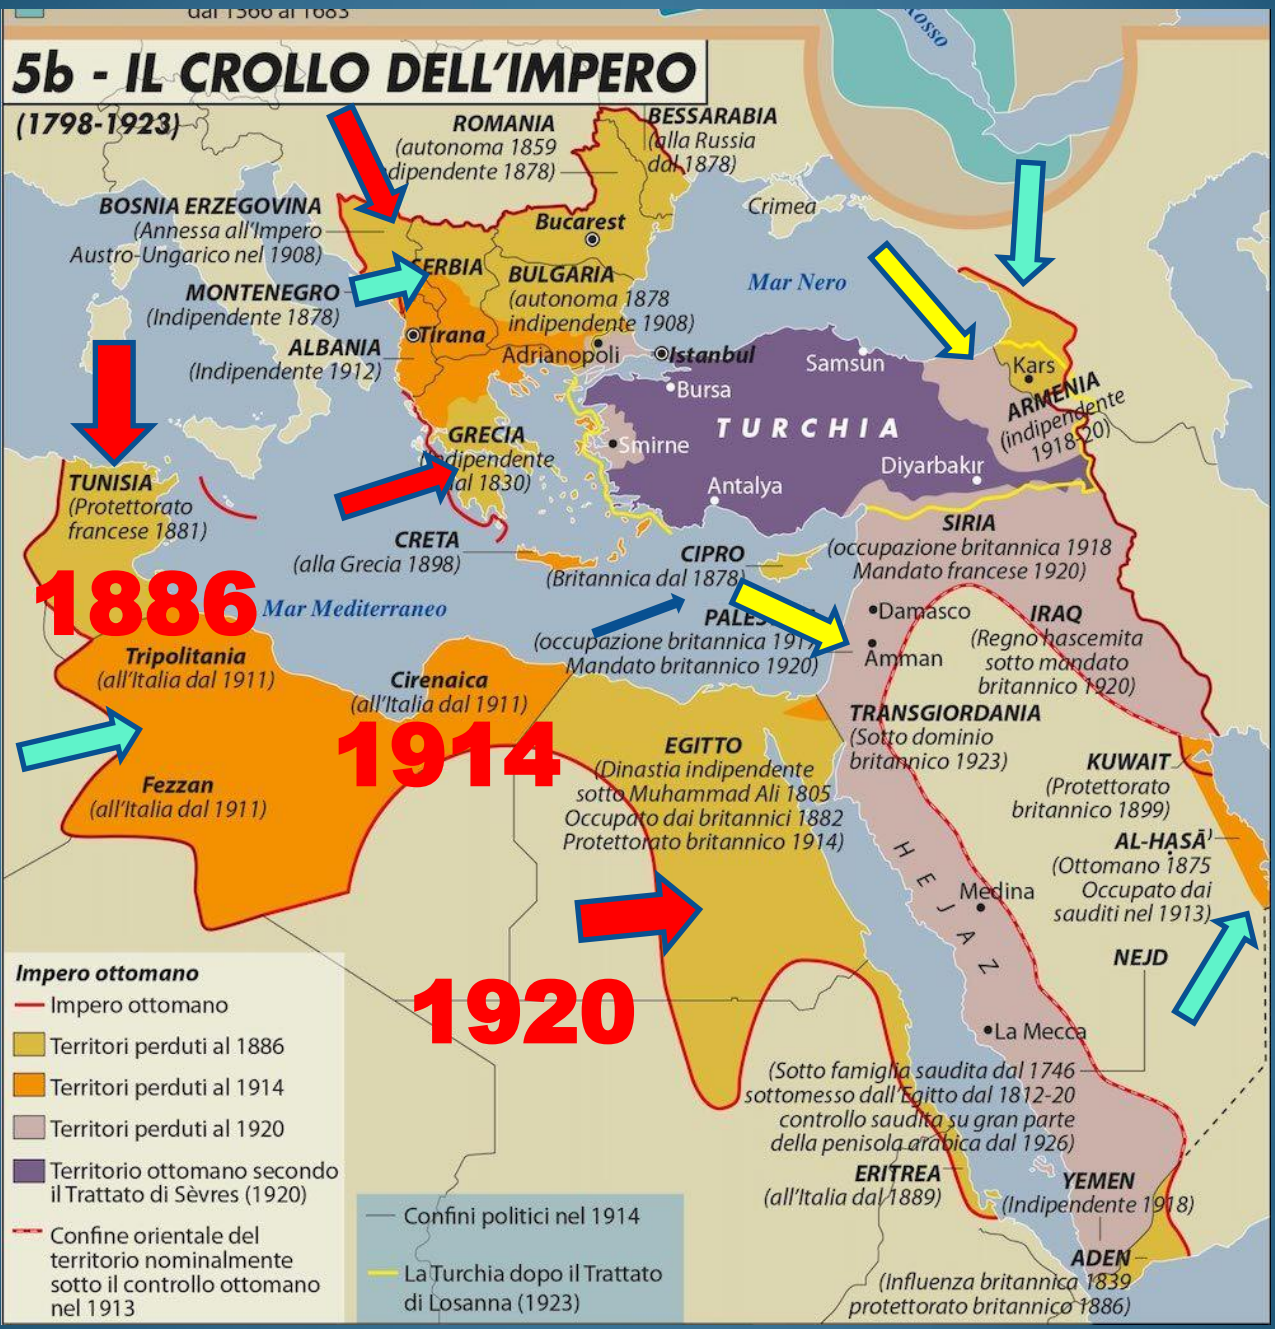 dal 1566 al 1683
Rosso
5b - IL CROLLO DELL'IMPERO
(1798-1923)
ROMANIA
(autonoma 1859
dipendente 1878)
BESSARABIA
(alla Russia
dal 1878)
BOSNIA ERZEGOVINA
(Annessa all'Impero
Austro-Ungarico nel 1908)
Crimea
Bucarest
SERBIA
BULGARIA
(autonoma 1878
indipendente 1908)
Mar Nero
MONTENEGRO
(Indipendente 1878)
Tirana
ALBANIA
(Indipendente 1912)
Adrianopoli
Istanbul
Samsun
Kars
Bursa
ARMENIA
(indipendente
1918-20)
TURCHIA
Smirne
GRECIA
(indipendente
dal 1830)
Diyarbakır
Antalya
TUNISIA
(Protettorato
francese 1881)
SIRIA
(occupazione britannica 1918
Mandato francese 1920)
CRETA
(alla Grecia 1898)
CIPRO
(Britannica dal 1878)
1886
Mar Mediterraneo
Damasco
IRAQ
(Regno hascemita
sotto mandato
britannico 1920)
(occupazione britannica 1917
Mandato britannico 1920)
Amman
Tripolitania
(all'Italia dal 1911)
Cirenaica
(all'Italia dal 1911)
TRANSGIORDANIA
(Sotto dominio
britannico 1923)
1914
EGITTO
(Dinastia indipendente
sotto Muhammad Ali 1805
Occupato dai britannici 1882
Protettorato britannico 1914)
KUWAIT
(Protettorato
britannico 1899)
Fezzan
(all'Italia dal 1911)
AL-ḤASĀ'
(Ottomano 1875
Occupato dai
sauditi nel 1913)
HEJAZ
Medina
NEJD
1920
La Mecca
(Sotto famiglia saudita dal 1746
sottomesso dall'Egitto dal 1812-20
controllo saudita su gran parte
della penisola arabica dal 1926)
ERITREA
(all'Italia dal 1889)
YEMEN
(Indipendente 1918)
ADEN
(Influenza britannica 1839
protettorato britannico 1886)
Impero ottomano
Impero ottomano
Territori perduti al 1886
Territori perduti al 1914
Territori perduti al 1920
Territorio ottomano secondo
il Trattato di Sèvres (1920)
Confine orientale del
territorio nominalmente
sotto il controllo ottomano
nel 1913
Confini politici nel 1914
La Turchia dopo il Trattato
di Losanna (1923)